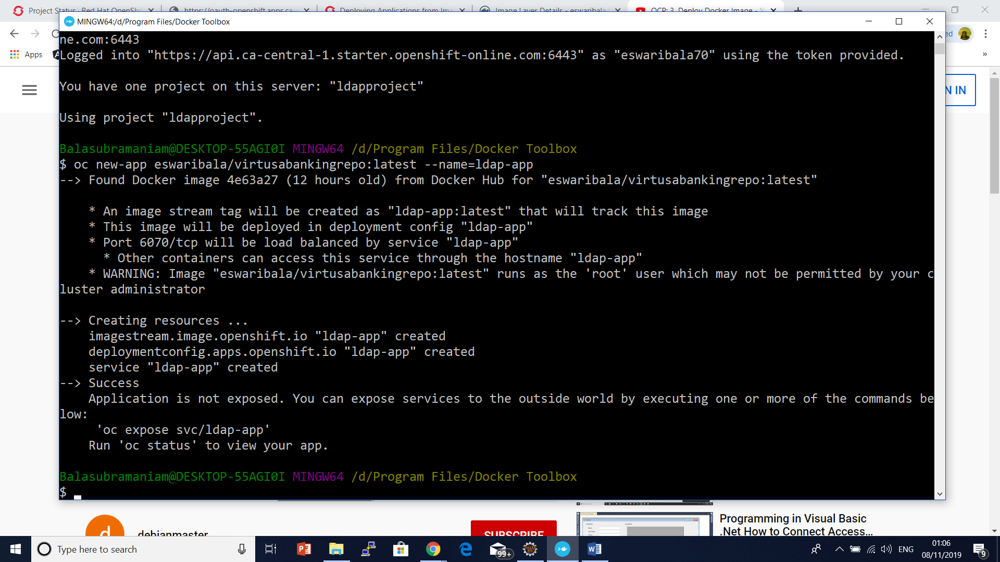 Project Status · Red Hat OpenShi
https://oauth-openshift.apps.ca-
Deploying Applications from Ima
Image Layer Details - eswaribala/
OCP: 3. Deploy Docker Image - Y
MINGW64:/d/Program Files/Docker Toolbox
ed
Apps
N IN
ne.com:6443
Logged into "https://api.ca-central-1.starter.openshift-online.com:6443" as "eswaribala70" using the token provided.
You have one project on this server: "ldapproject"
Using project "ldapproject".
Balasubramaniam@DESKTOP-55AGI0I MINGW64 /d/Program Files/Docker Toolbox
$ oc new-app eswaribala/virtusabankingrepo:latest --name=ldap-app
--> Found Docker image 4e63a27 (12 hours old) from Docker Hub for "eswaribala/virtusabankingrepo:latest"
* An image stream tag will be created as "ldap-app:latest" that will track this image
* This image will be deployed in deployment config "ldap-app"
* Port 6070/tcp will be load balanced by service "ldap-app"
* Other containers can access this service through the hostname "ldap-app"
* WARNING: Image "eswaribala/virtusabankingrepo:latest" runs as the 'root' user which may not be permitted by your c
luster administrator
--> Creating resources ...
imagestream.image.openshift.io "ldap-app" created
deploymentconfig.apps.openshift.io "ldap-app" created
service "ldap-app" created
--> Success
Application is not exposed. You can expose services to the outside world by executing one or more of the commands be
low:
'oc expose svc/ldap-app'
Run 'oc status' to view your app.
Balasubramaniam@DESKTOP-55AGI0I MINGW64 /d/Program Files/Docker Toolbox
$
d
debianmaster
SUBSCRIBE
Programming in Visual Basic
.Net How to Connect Access...
Type here to search
99+
ENG
01:06
08/11/2019
9